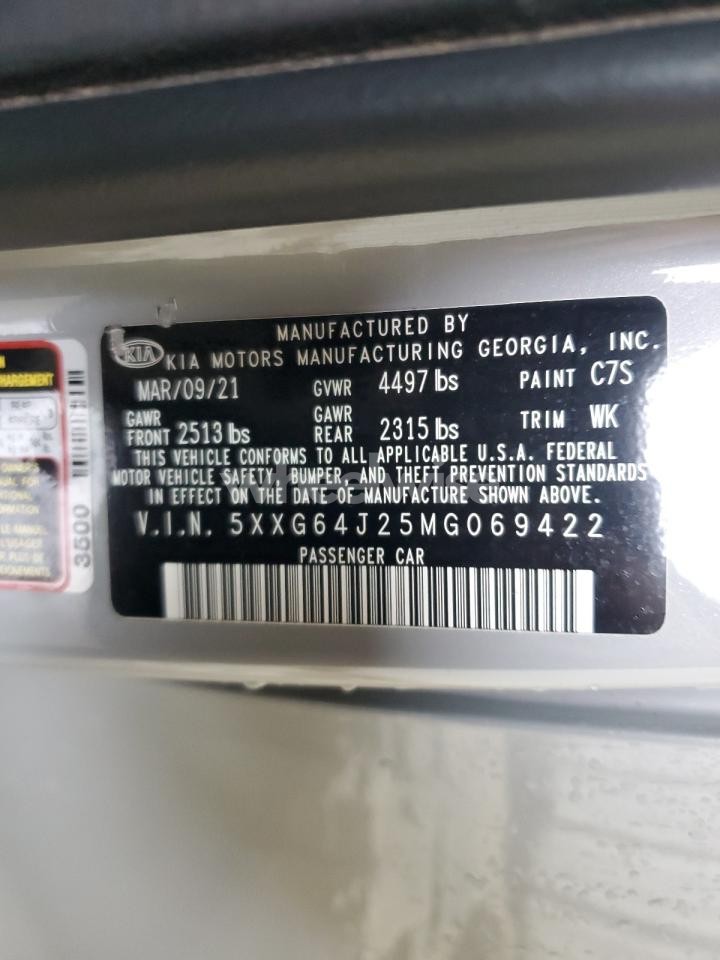 MANUFACTURED BY
KIA KIA MOTORS MANUFACTURING GEORGIA, INC.
MAR/09/21 GVWR 4497 lbs PAINT C7S
GAWR FRONT 2513 lbs GAWR REAR 2315 lbs TRIM WK
THIS VEHICLE CONFORMS TO ALL APPLICABLE U.S.A. FEDERAL
MOTOR VEHICLE SAFETY, BUMPER, AND THEFT PREVENTION STANDARDS
IN EFFECT ON THE DATE OF MANUFACTURE SHOWN ABOVE.
V.I.N. 5XXG64J25MG069422
PASSENGER CAR
3500